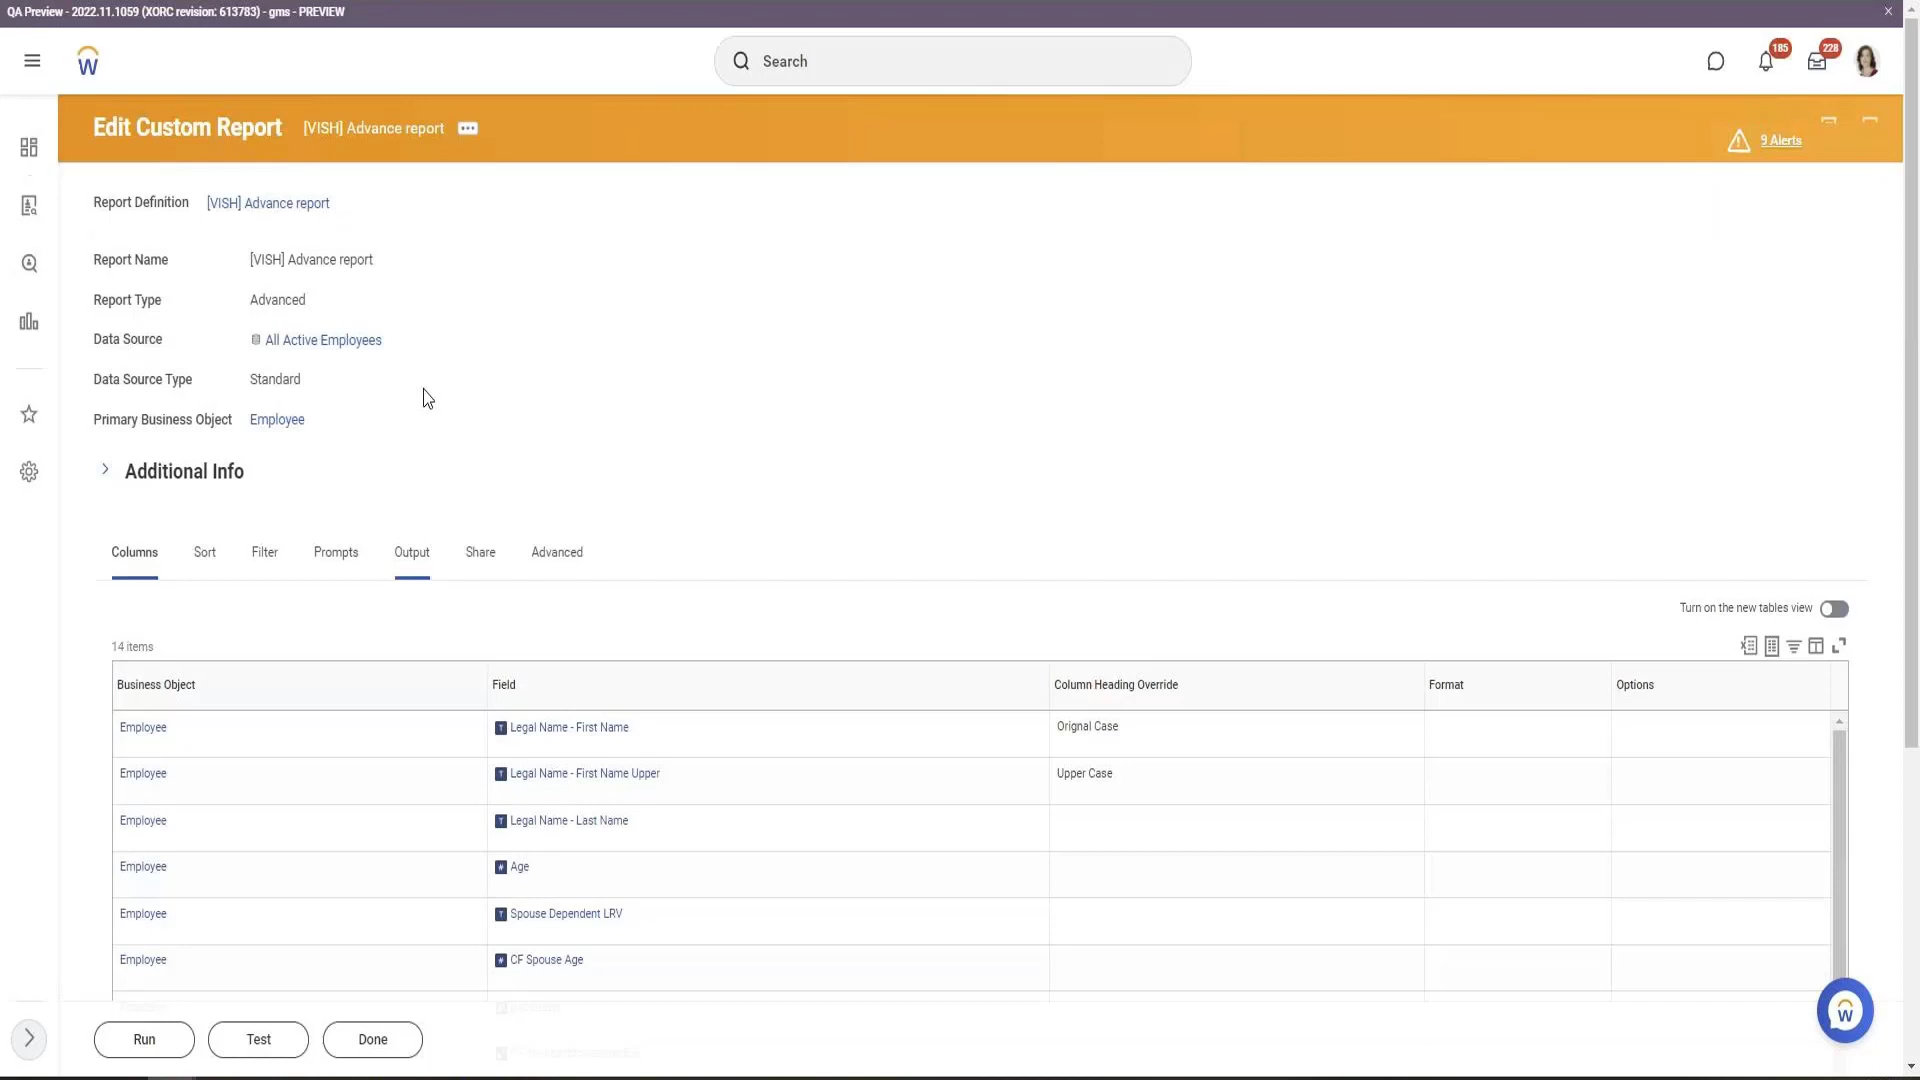 QA Preview - 2022.11.1059 (XORC revision: 613783) - gms - PREVIEW
Search
185
228
Edit Custom Report [VISH] Advance report
9 Alerts
Report Definition [VISH] Advance report
Report Name [VISH] Advance report
Report Type Advanced
Data Source All Active Employees
Data Source Type Standard
Primary Business Object Employee
Additional Info
Columns Sort Filter Prompts Output Share Advanced
Turn on the new tables view
14 items
Business Object Field Column Heading Override Format Options
Employee Legal Name - First Name Orignal Case
Employee Legal Name - First Name Upper Upper Case
Employee Legal Name - Last Name
Employee Age
Employee Spouse Dependent LRV
Employee CF Spouse Age
Run Test Done